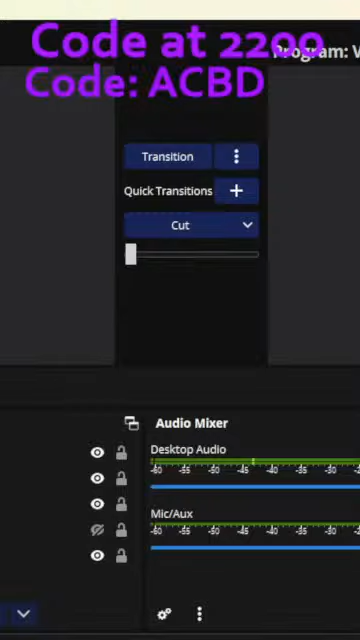 Code at 2200
Program: V
Code: ACBD
Transition
Quick Transitions
Cut
Audio Mixer
Desktop Audio
-60 -55 -50 -45 -40 -35 -30
Mic/Aux
-60 -55 -50 -45 -40 -35 -30